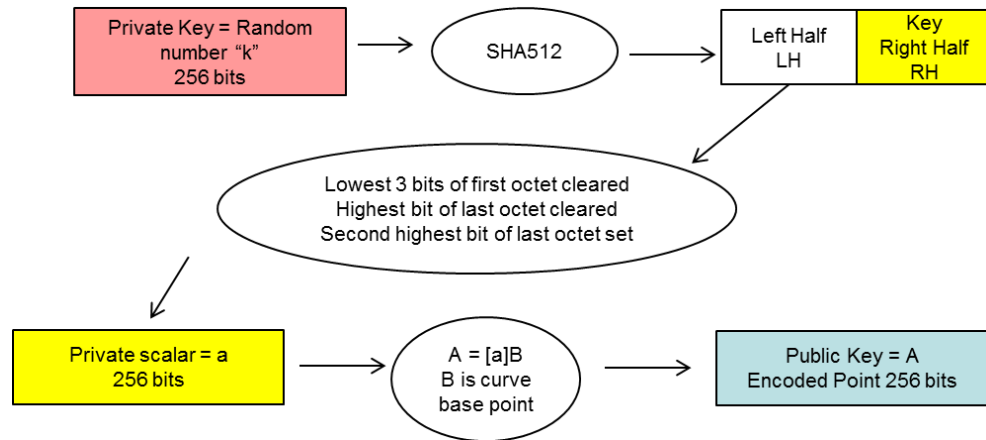 Private Key = Random
number “k”
256 bits
SHA512
Left Half
LH
Key
Right Half
RH
Lowest 3 bits of first octet cleared
Highest bit of last octet cleared
Second highest bit of last octet set
Private scalar = a
256 bits
A = [a]B
B is curve
base point
Public Key = A
Encoded Point 256 bits